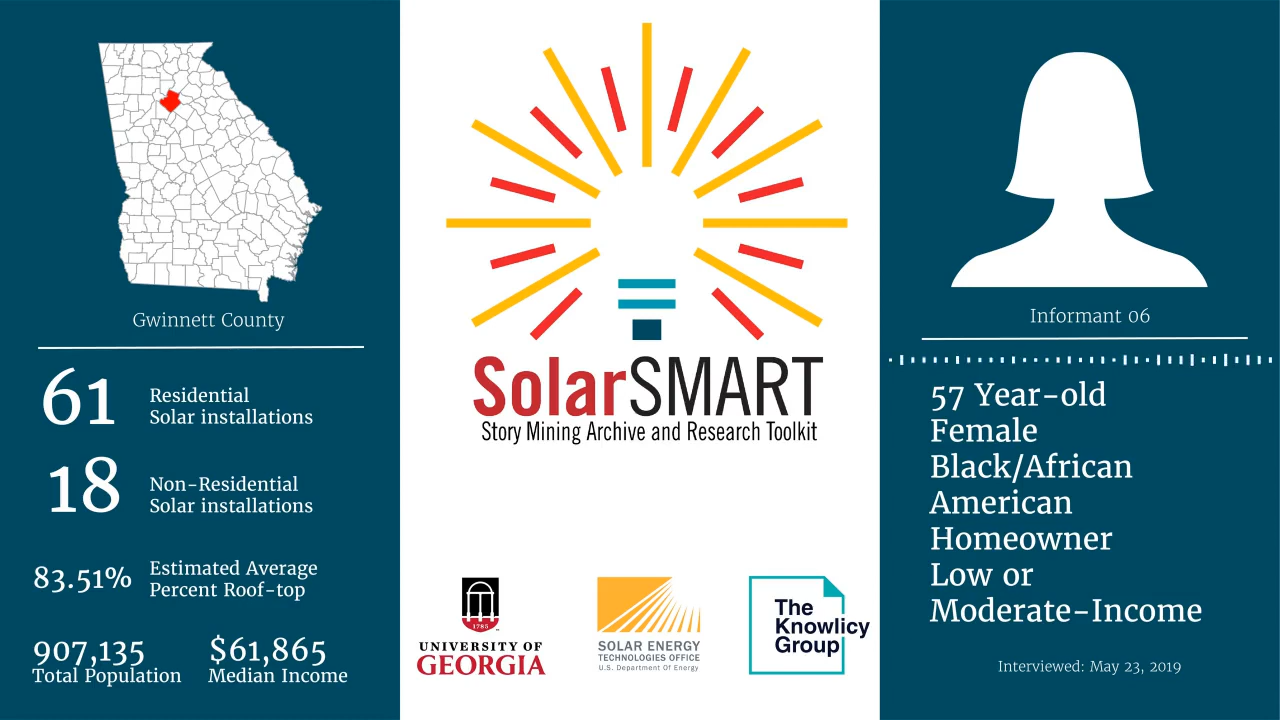 Gwinnett County
61
Residential
Solar installations
18
Non-Residential
Solar installations
83.51%
Estimated Average
Percent Roof-top
907,135
Total Population
$61,865
Median Income
SolarSMART
Story Mining Archive and Research Toolkit
1785
UNIVERSITY OF
GEORGIA
SOLAR ENERGY
TECHNOLOGIES OFFICE
U.S. Department Of Energy
The
Knowlicy
Group
Informant 06
57 Year-old
Female
Black/African
American
Homeowner
Low or
Moderate-Income
Interviewed: May 23, 2019